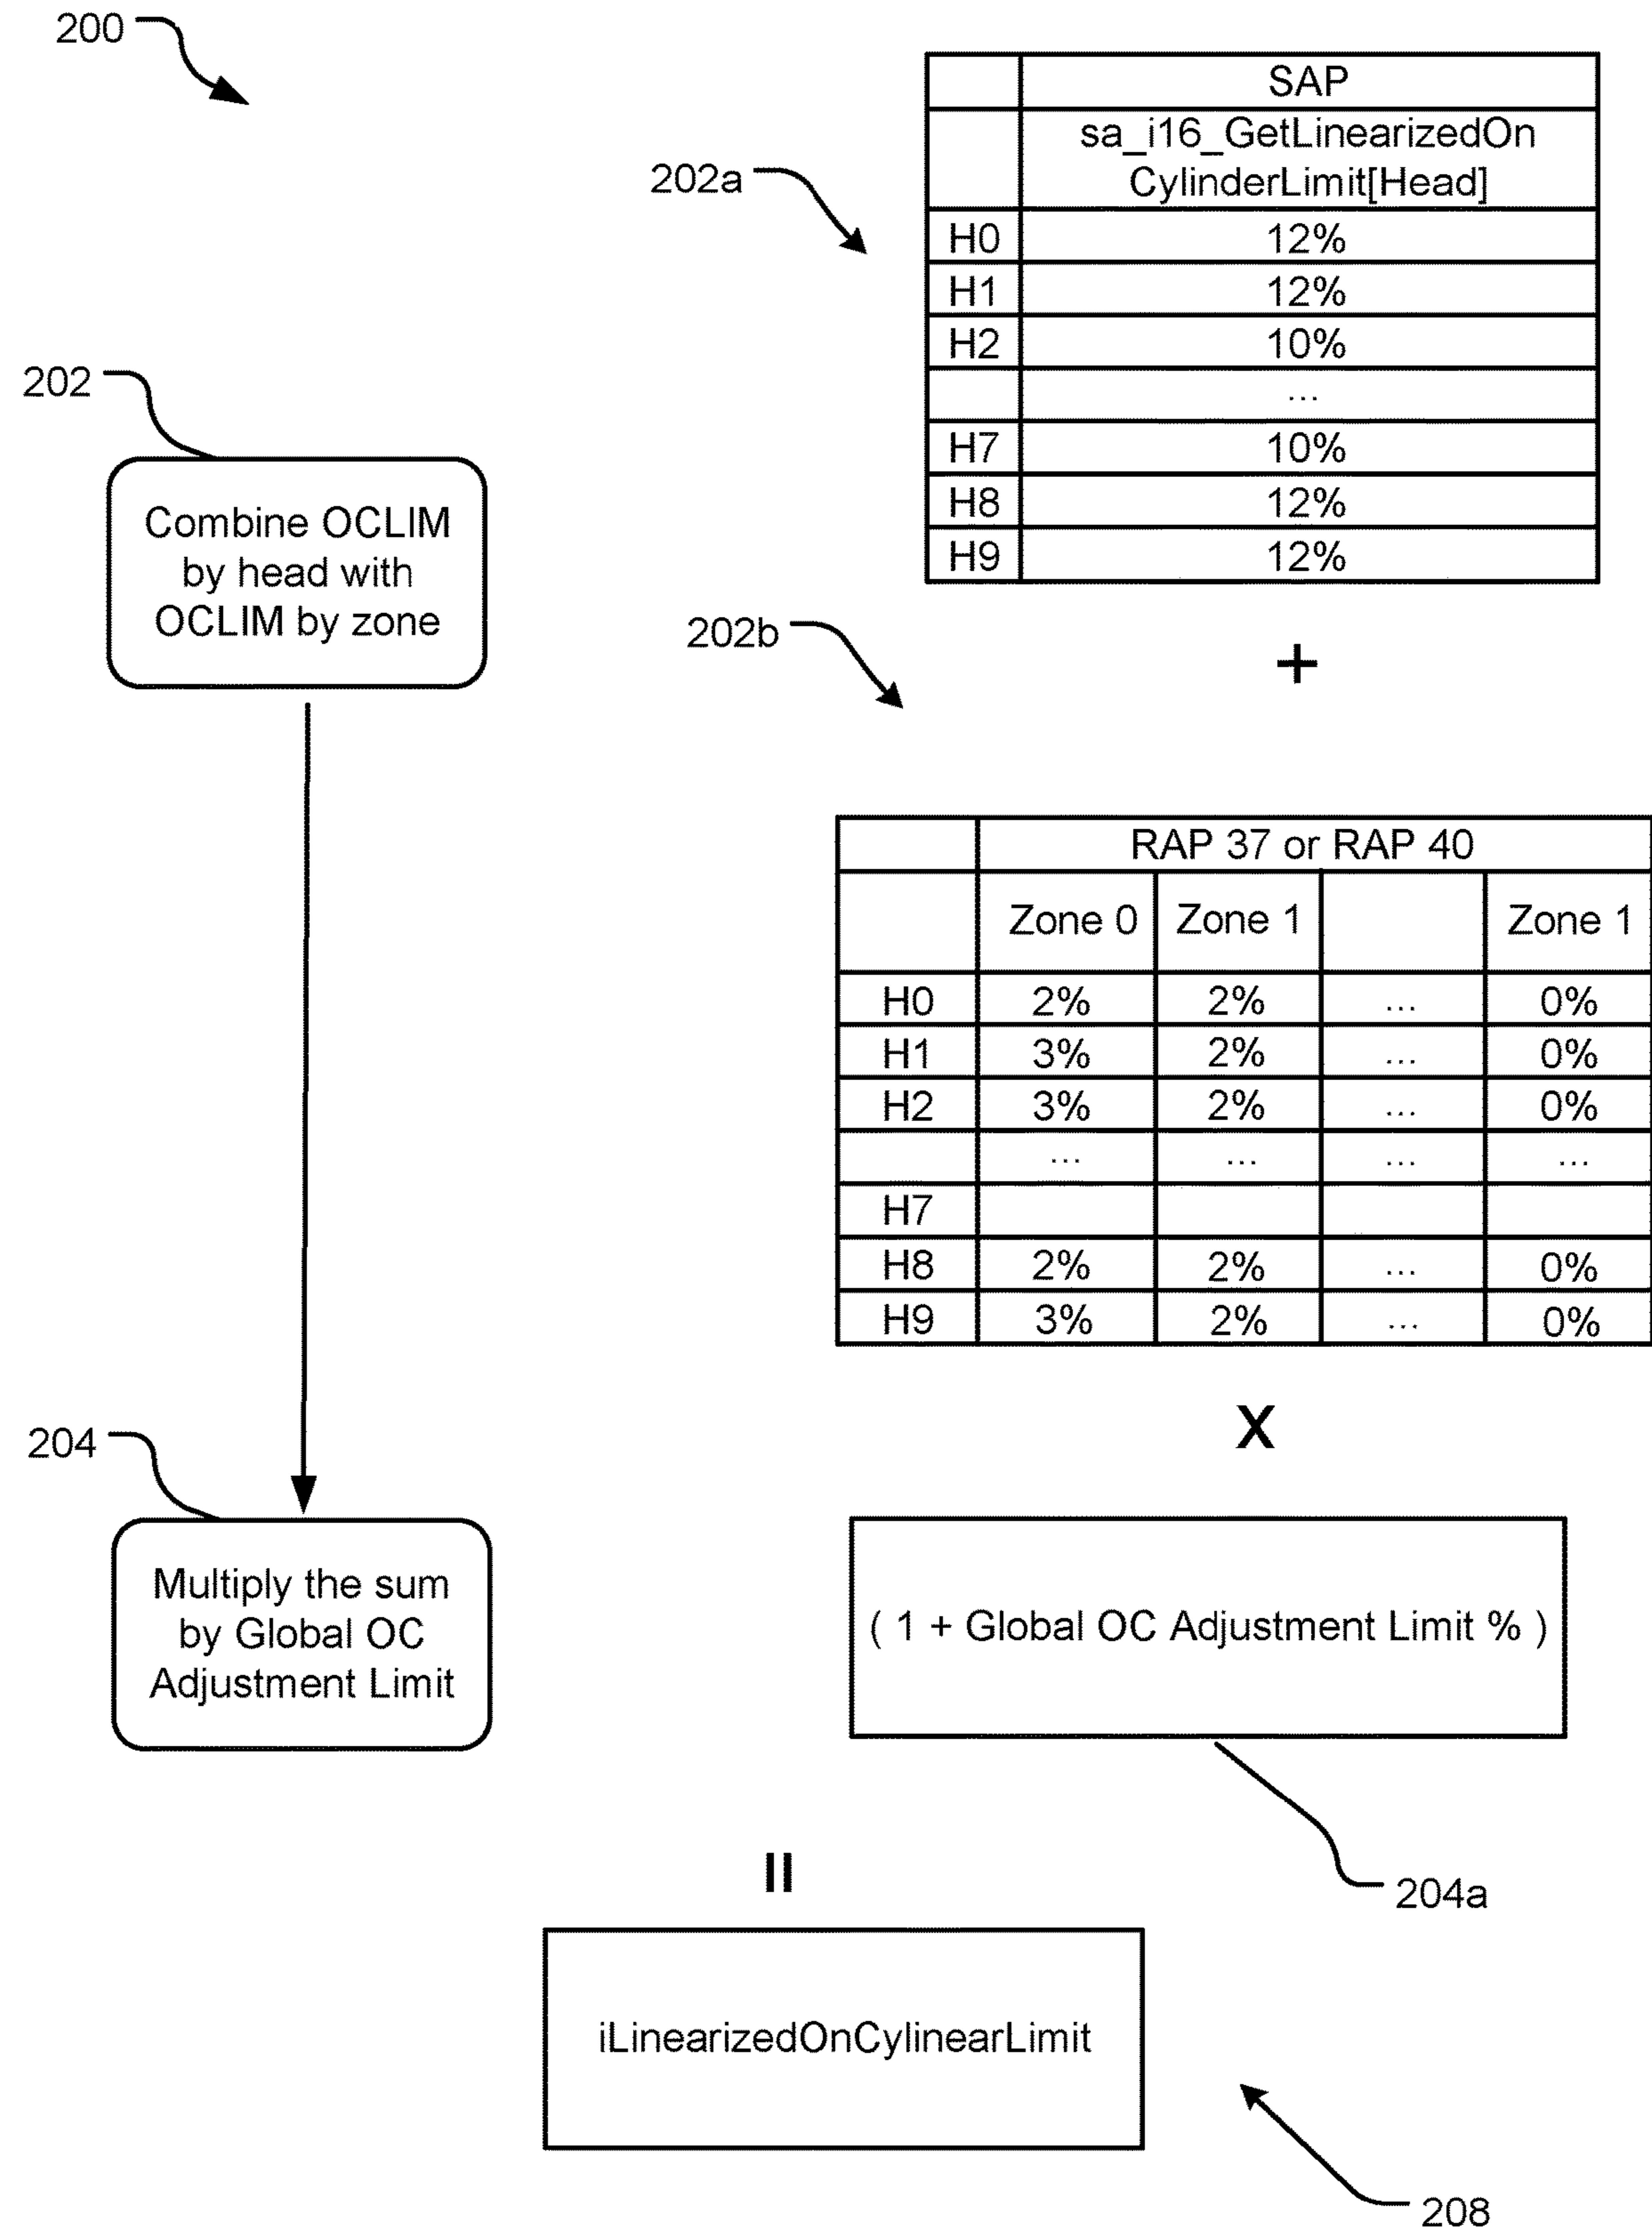 200
SAP
sa_i16_GetLinearizedOn
CylinderLimit[Head]
202a
H0 12%
H1 12%
H2 10%
...
H7 10%
H8 12%
H9 12%
202
Combine OCLIM
by head with
OCLIM by zone
202b
+
RAP 37 or RAP 40
Zone 0 Zone 1 Zone 1
H0 2% 2% ... 0%
H1 3% 2% ... 0%
H2 3% 2% ... 0%
... ... ... ...
H7
H8 2% 2% ... 0%
H9 3% 2% ... 0%
X
204
Multiply the sum
by Global OC
Adjustment Limit
( 1 + Global OC Adjustment Limit % )
204a
=
iLinearizedOnCylinearLimit
208